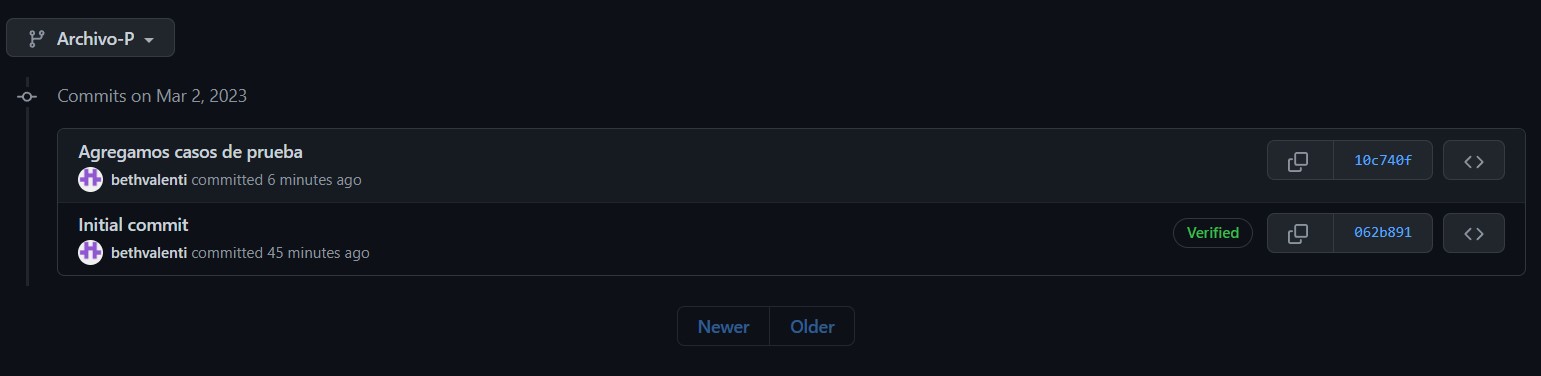 Archivo-P
Commits on Mar 2, 2023
Agregamos casos de prueba
10c740f
bethvalenti committed 6 minutes ago
Initial commit
Verified
062b891
bethvalenti committed 45 minutes ago
Newer Older